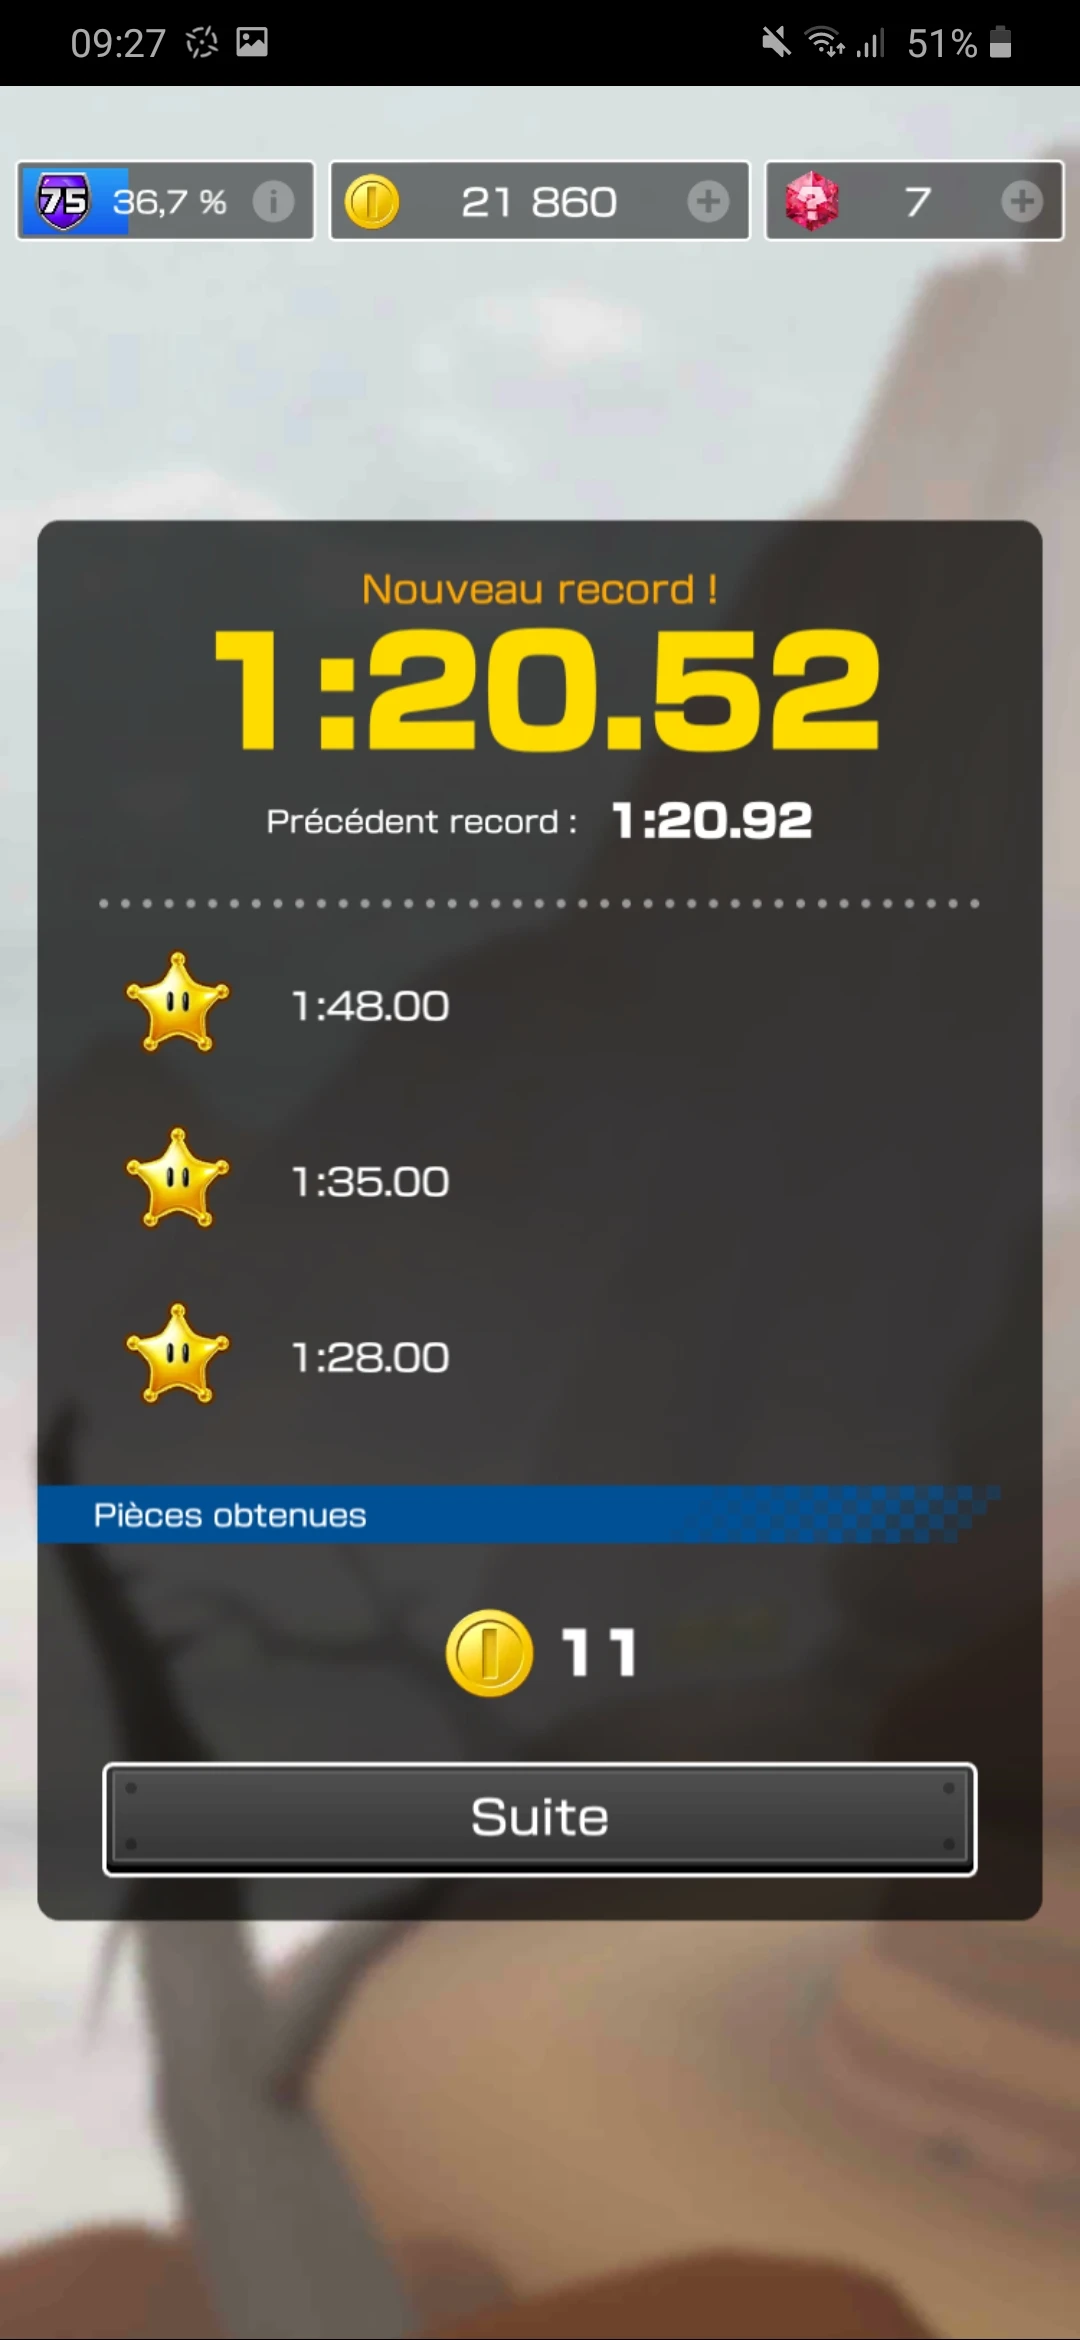 09:27
51%
75 36,7 % i 21 860 + ? 7 +
Nouveau record !
1:20.52
Précédent record : 1:20.92
1:48.00
1:35.00
1:28.00
Pièces obtenues
11
Suite